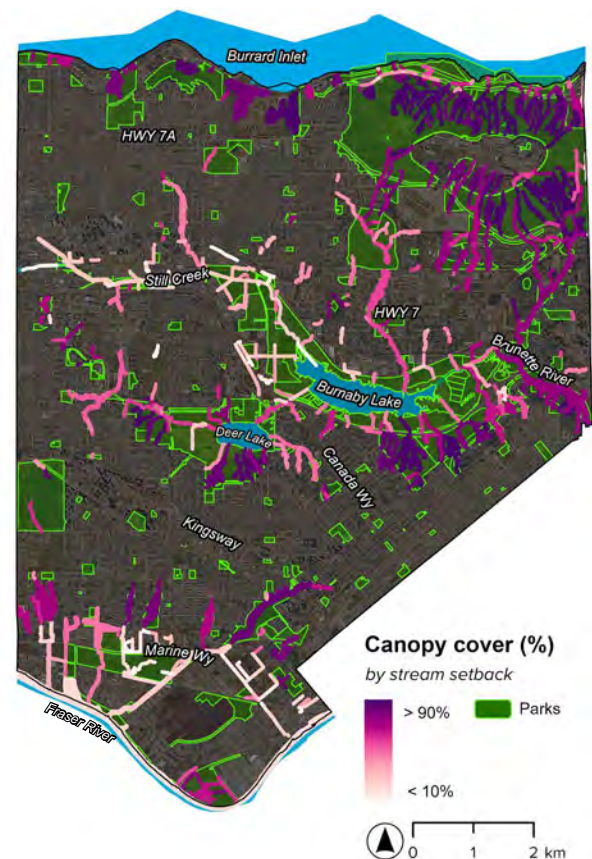 Burrard Inlet
HWY 7A
Still Creek
HWY 7
Brunette River
Burnaby Lake
Deer Lake
Canada Wy
Kingsway
Marine Wy
Fraser River
Canopy cover (%)
by stream setback
> 90%
Parks
< 10%
0 1 2 km